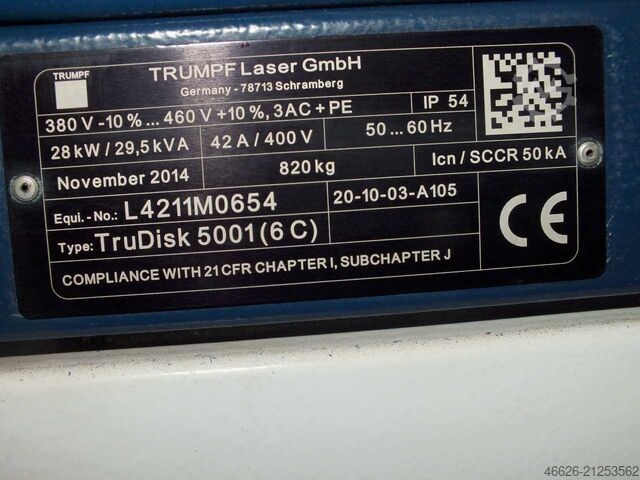 TRUMPF
TRUMPF Laser GmbH
Germany - 78713 Schramberg
380 V -10 % ... 460 V +10 %, 3AC + PE IP 54
28 kW / 29,5 kVA 42 A / 400 V 50 ... 60 Hz
November 2014 820 kg Icn / SCCR 50 kA
Equi.-No.: L4211M0654 20-10-03-A105
Type: TruDisk 5001 (6 C) CE
COMPLIANCE WITH 21 CFR CHAPTER I, SUBCHAPTER J
46626-21253562